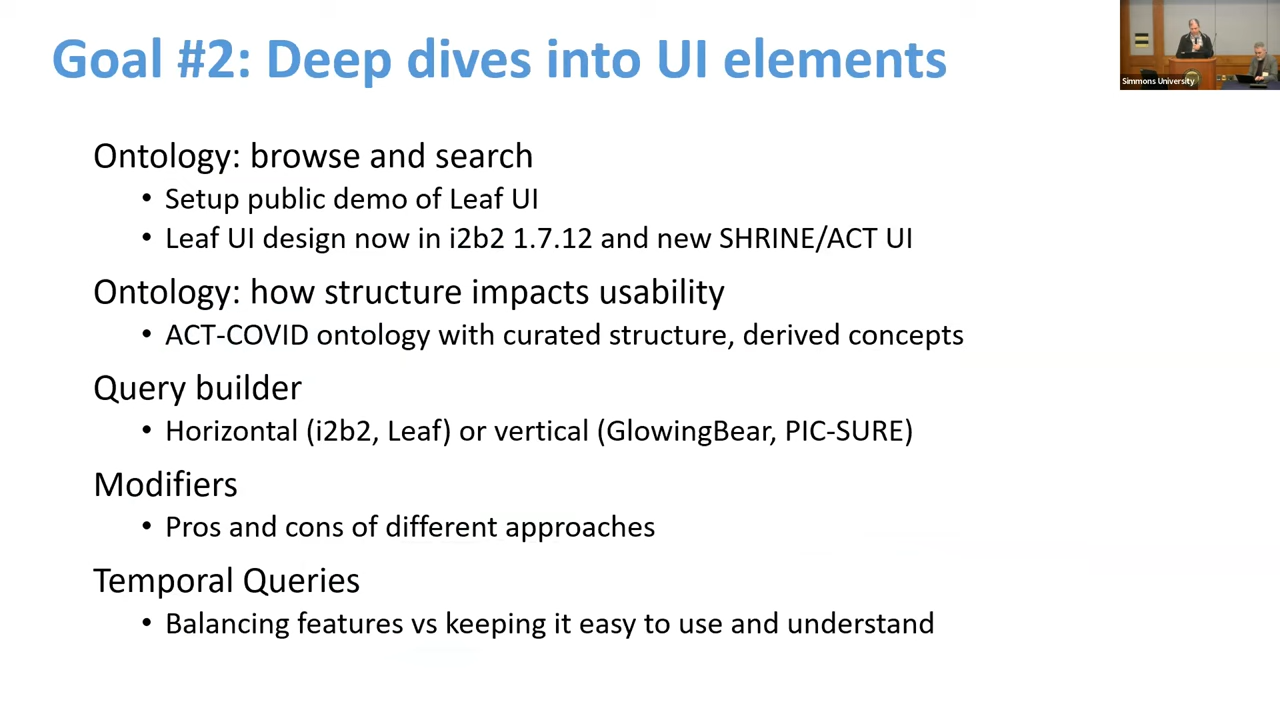 Goal #2: Deep dives into UI elements
Simmons University
Ontology: browse and search
• Setup public demo of Leaf UI
• Leaf UI design now in i2b2 1.7.12 and new SHRINE/ACT UI
Ontology: how structure impacts usability
• ACT-COVID ontology with curated structure, derived concepts
Query builder
• Horizontal (i2b2, Leaf) or vertical (GlowingBear, PIC-SURE)
Modifiers
• Pros and cons of different approaches
Temporal Queries
• Balancing features vs keeping it easy to use and understand